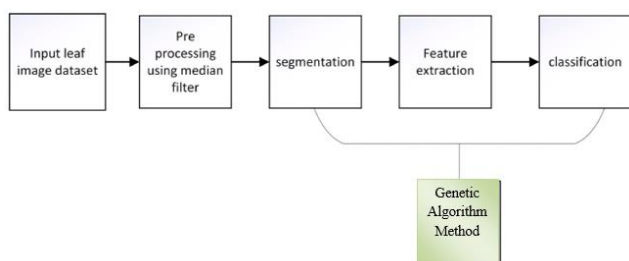 Input leaf
image dataset
Pre
processing
using median
filter
segmentation
Feature
extraction
classification
Genetic
Algorithm
Method